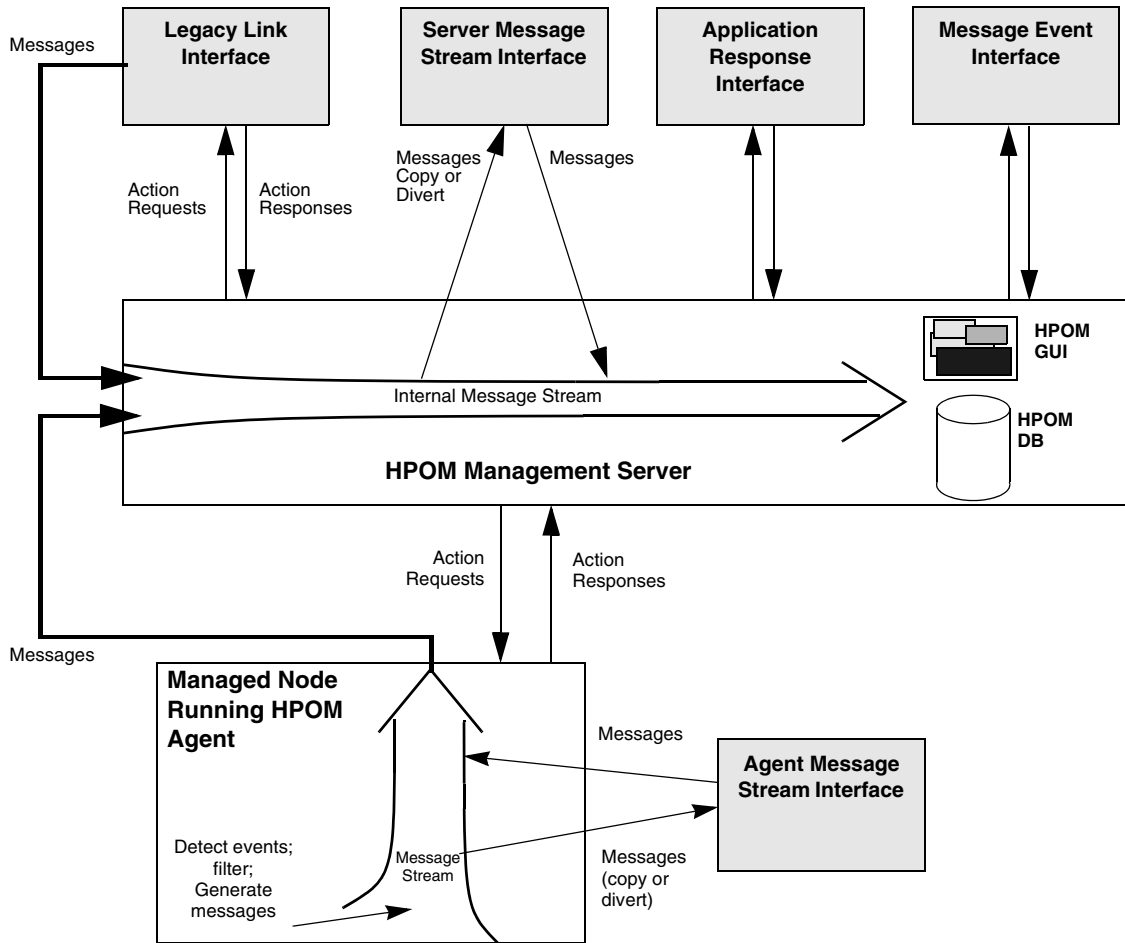 Messages
Legacy Link
Interface
Server Message
Stream Interface
Application
Response
Interface
Message Event
Interface
Action
Requests
Action
Responses
Messages
Copy or
Divert
Messages
HPOM
GUI
Internal Message Stream
HPOM
DB
HPOM Management Server
Action
Requests
Action
Responses
Messages
Managed Node
Running HPOM
Agent
Messages
Agent Message
Stream Interface
Detect events;
filter;
Generate
messages
Message
Stream
Messages
(copy or
divert)